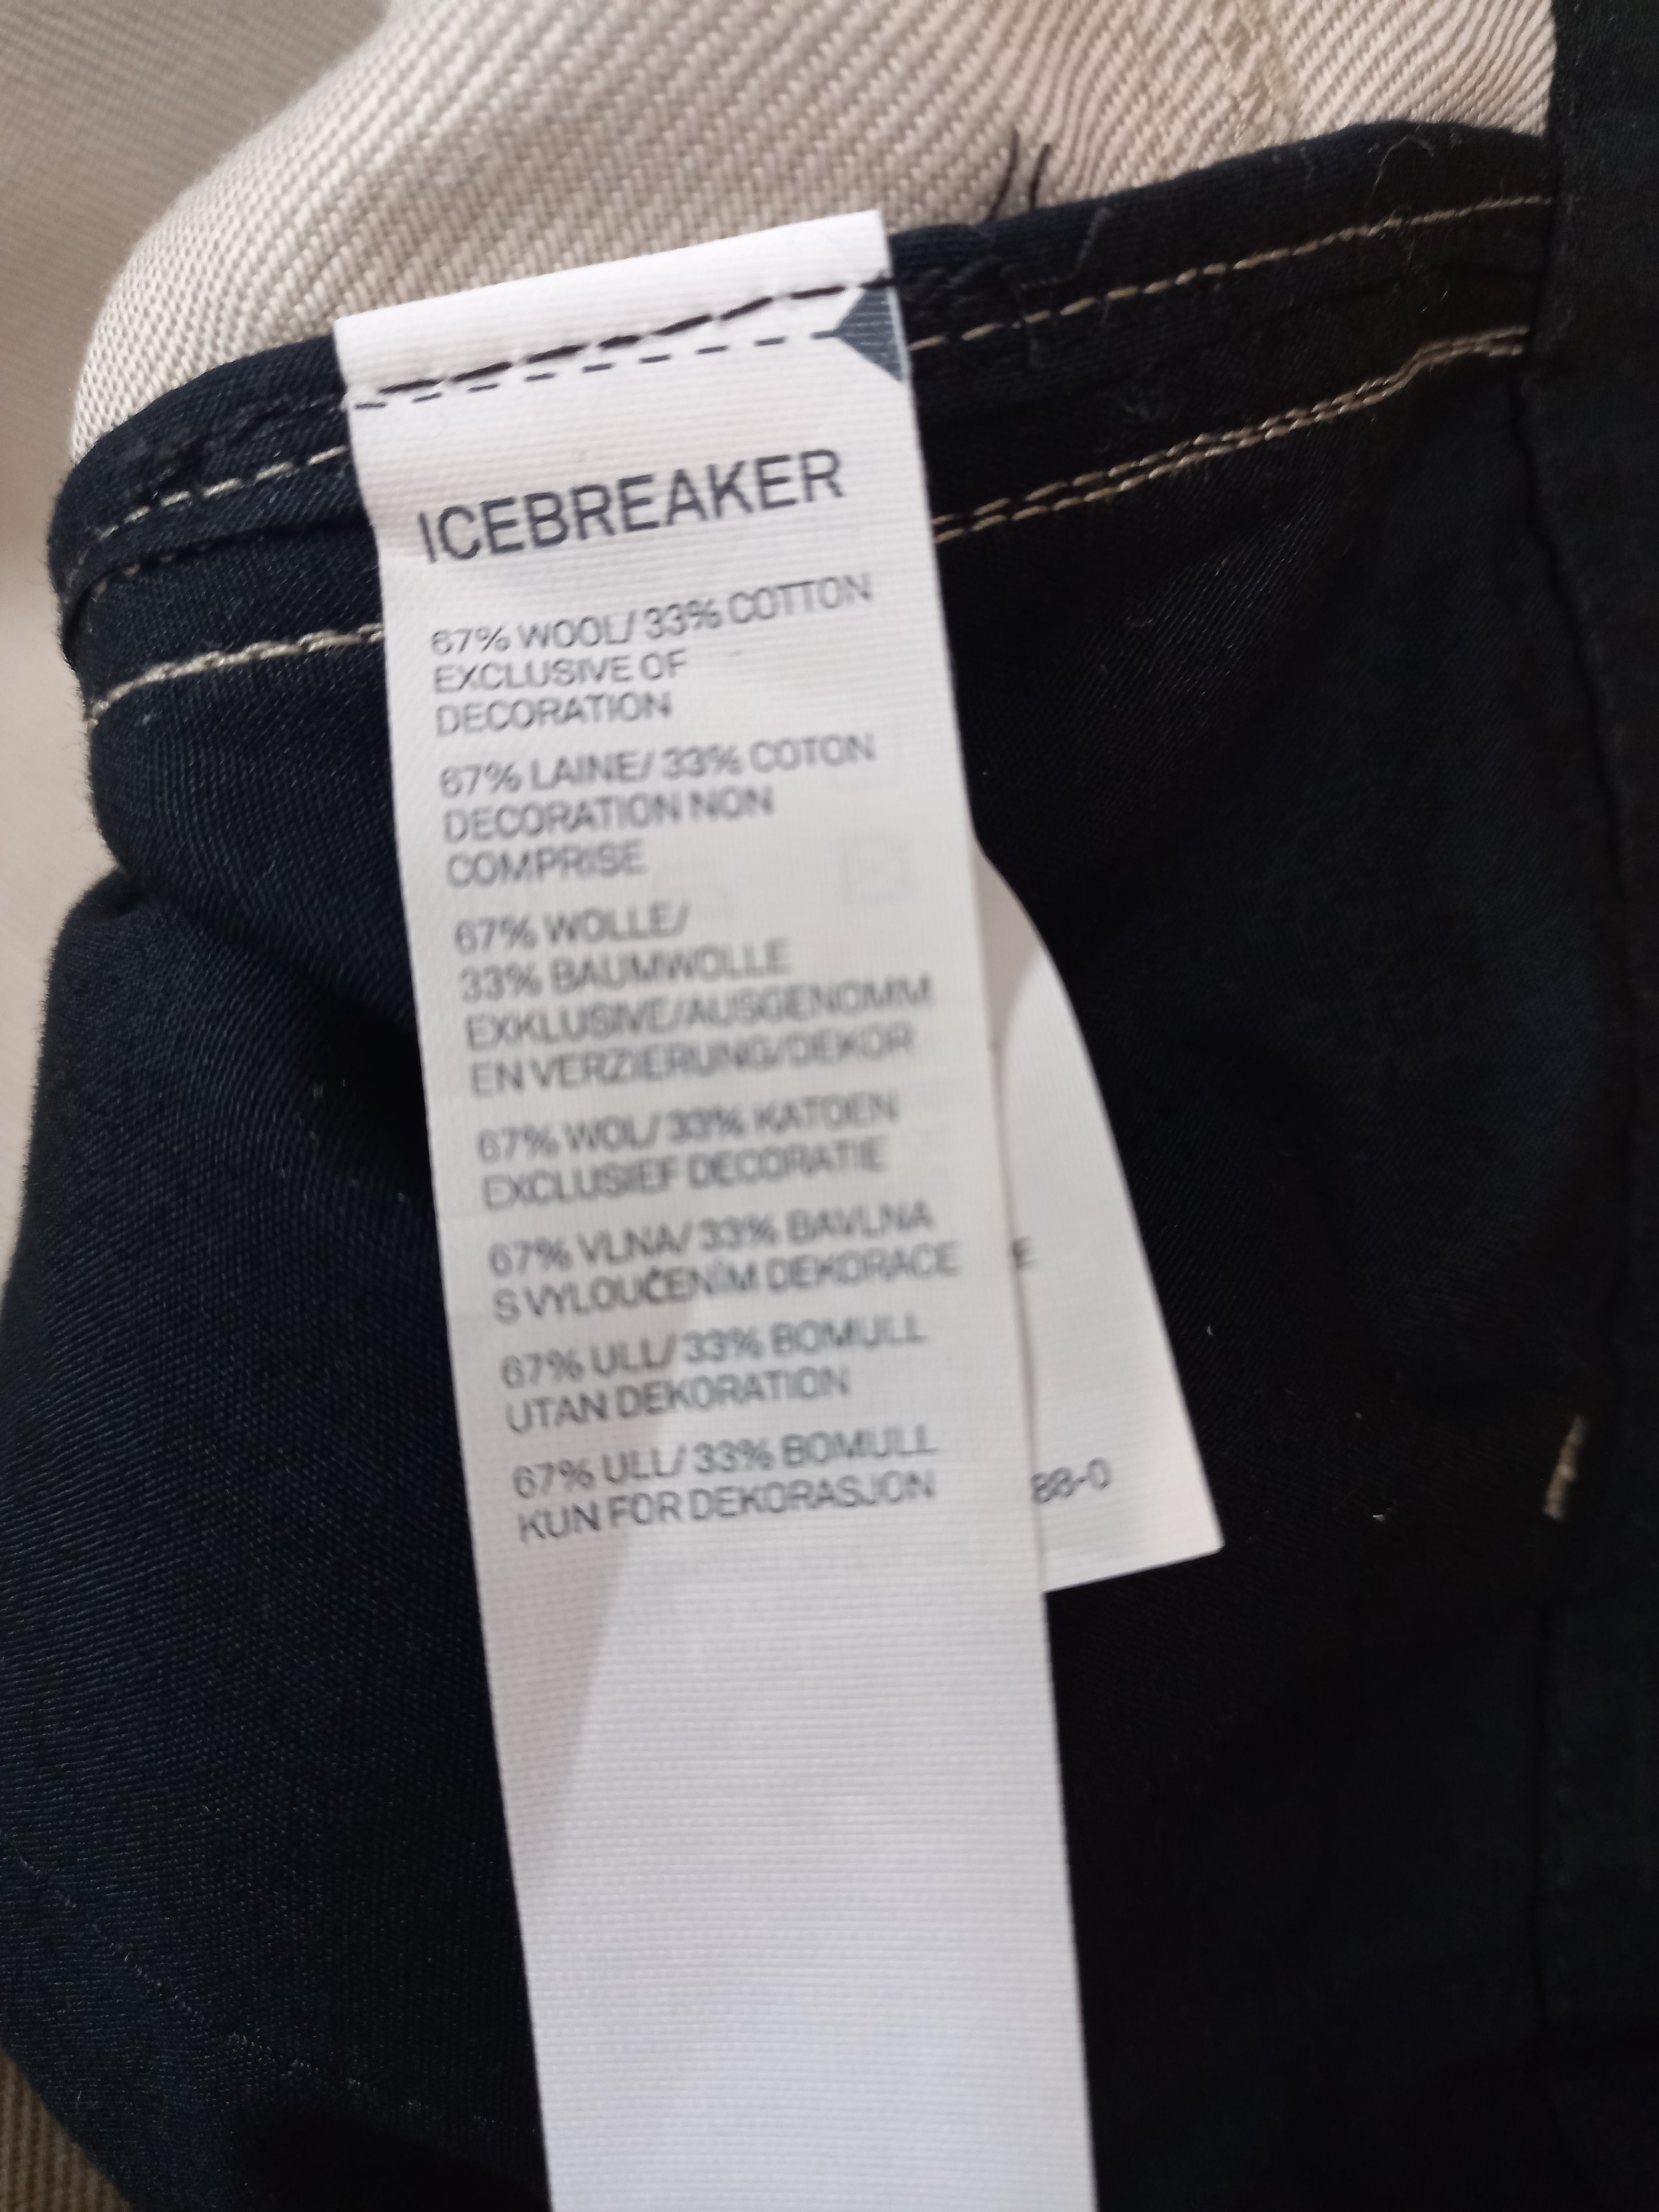 ICEBREAKER
67% WOOL/ 33% COTTON
EXCLUSIVE OF
DECORATION
67% LAINE/ 33% COTON
DECORATION NON
COMPRISE
67% WOLLE/
33% BAUMWOLLE
EXKLUSIVE/AUSGENOMM
EN VERZIERUNG/DEKOR
67% WOL/ 33% KATOEN
EXCLUSIEF DECORATIE
67% VLNA/ 33% BAVLNA
S VYLOUČENÍM DEKORACE
67% ULL/ 33% BOMULL
UTAN DEKORATION
67% ULL/ 33% BOMULL
KUN FOR DEKORASJON
E
88-0